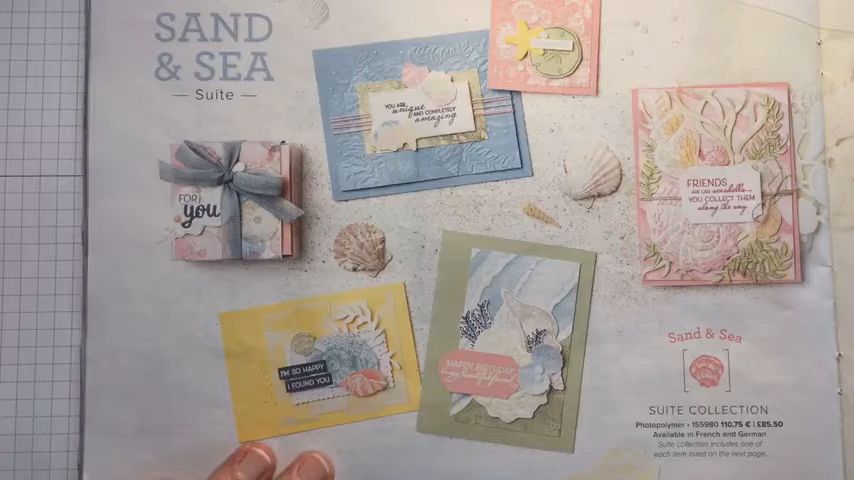 SAND
& SEA
Suite
YOU ARE
unique
AND COMPLETELY
amazing
FOR
you
FRIENDS
are like seashells...
YOU COLLECT THEM
along the way
I'M SO HAPPY
I FOUND YOU
HAPPY BIRTHDAY
Sand & Sea
SUITE COLLECTION
Photopolymer • 155980 110,75 € | £85.50
Available in French and German
Suite collection includes one of
each item listed on the next page.